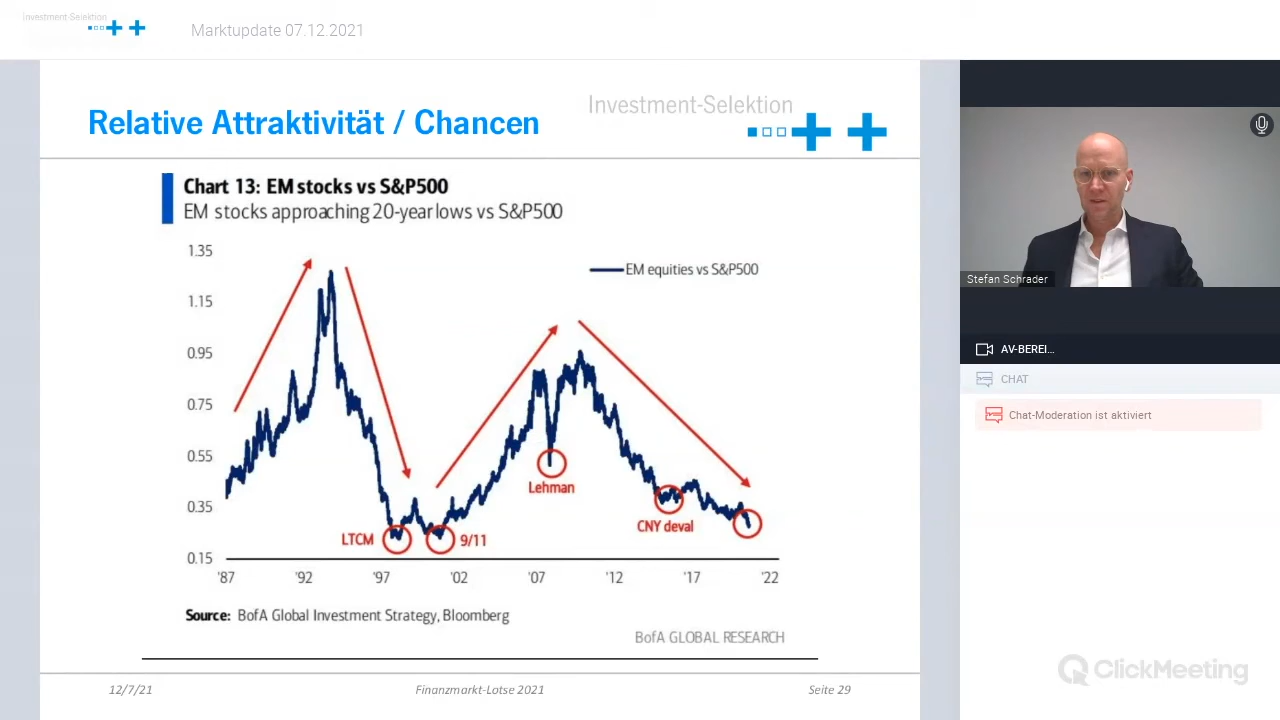 Investment-Selektion
Marktupdate 07.12.2021
Relative Attraktivität / Chancen
Investment-Selektion
Chart 13: EM stocks vs S&P500
EM stocks approaching 20-year lows vs S&P500
1.35
1.15
0.95
0.75
0.55
0.35
0.15
EM equities vs S&P500
Lehman
LTCM
9/11
CNY deval
'87 '92 '97 '02 '07 '12 '17 '22
Source: BofA Global Investment Strategy, Bloomberg
BofA GLOBAL RESEARCH
12/7/21 Finanzmarkt-Lotse 2021 Seite 29
Stefan Schrader
AV-BEREI...
CHAT
Chat-Moderation ist aktiviert
ClickMeeting